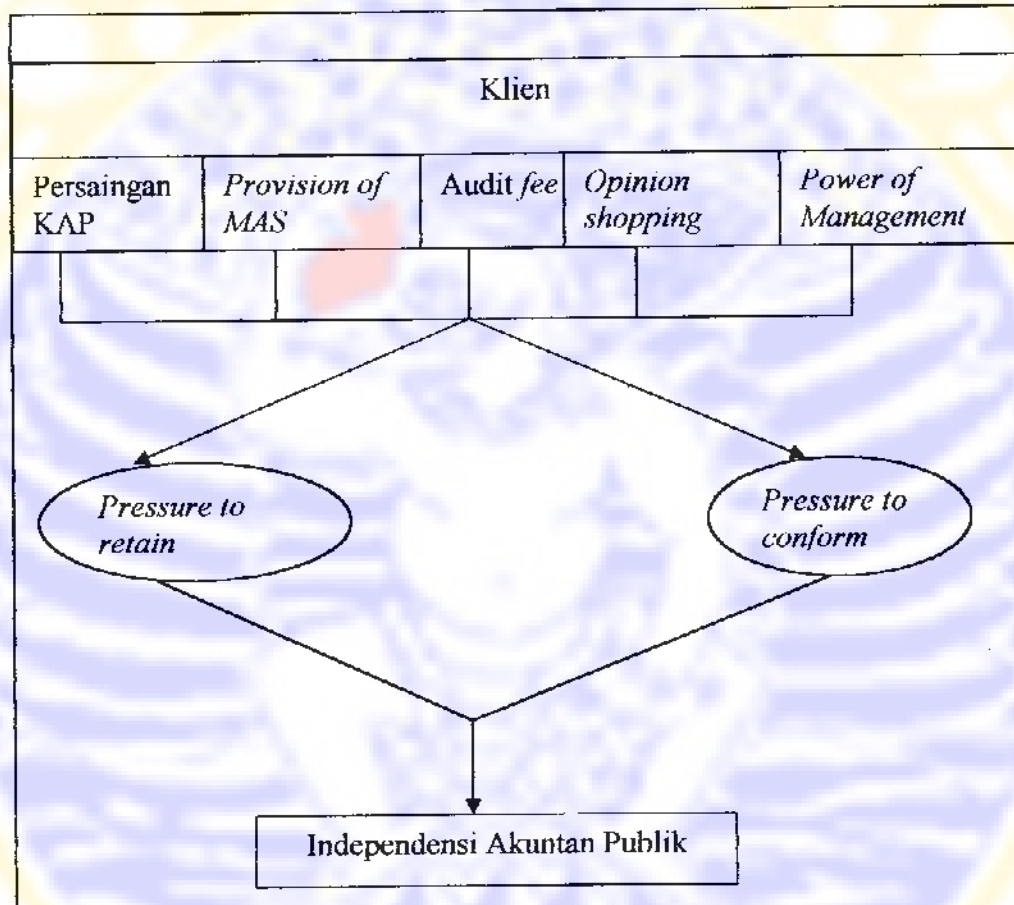 Klien
Persaingan
KAP
Provision of
MAS
Audit fee
Opinion
shopping
Power of
Management
Pressure to
retain
Pressure to
conform
Independensi Akuntan Publik